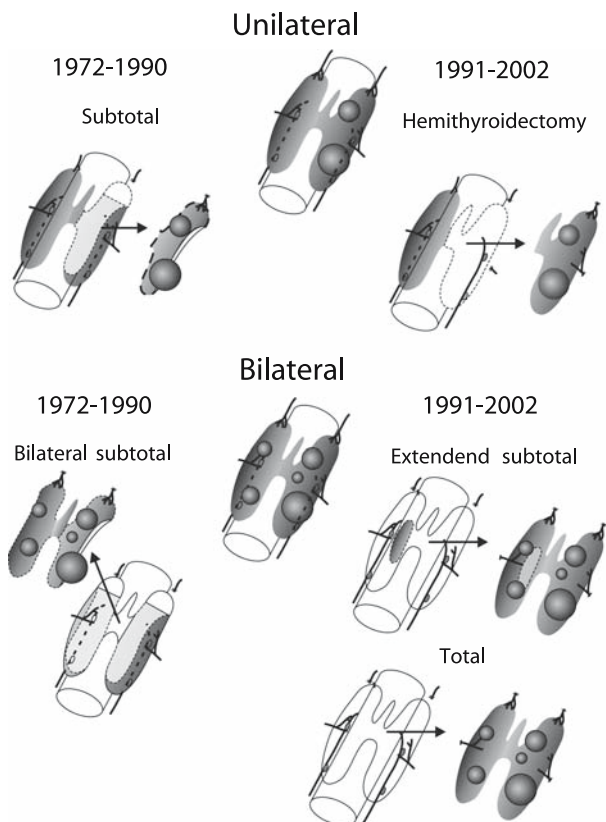 Unilateral
1972-1990
1991-2002
Subtotal
Hemithyroidectomy
Bilateral
1972-1990
1991-2002
Bilateral subtotal
Extendend subtotal
Total